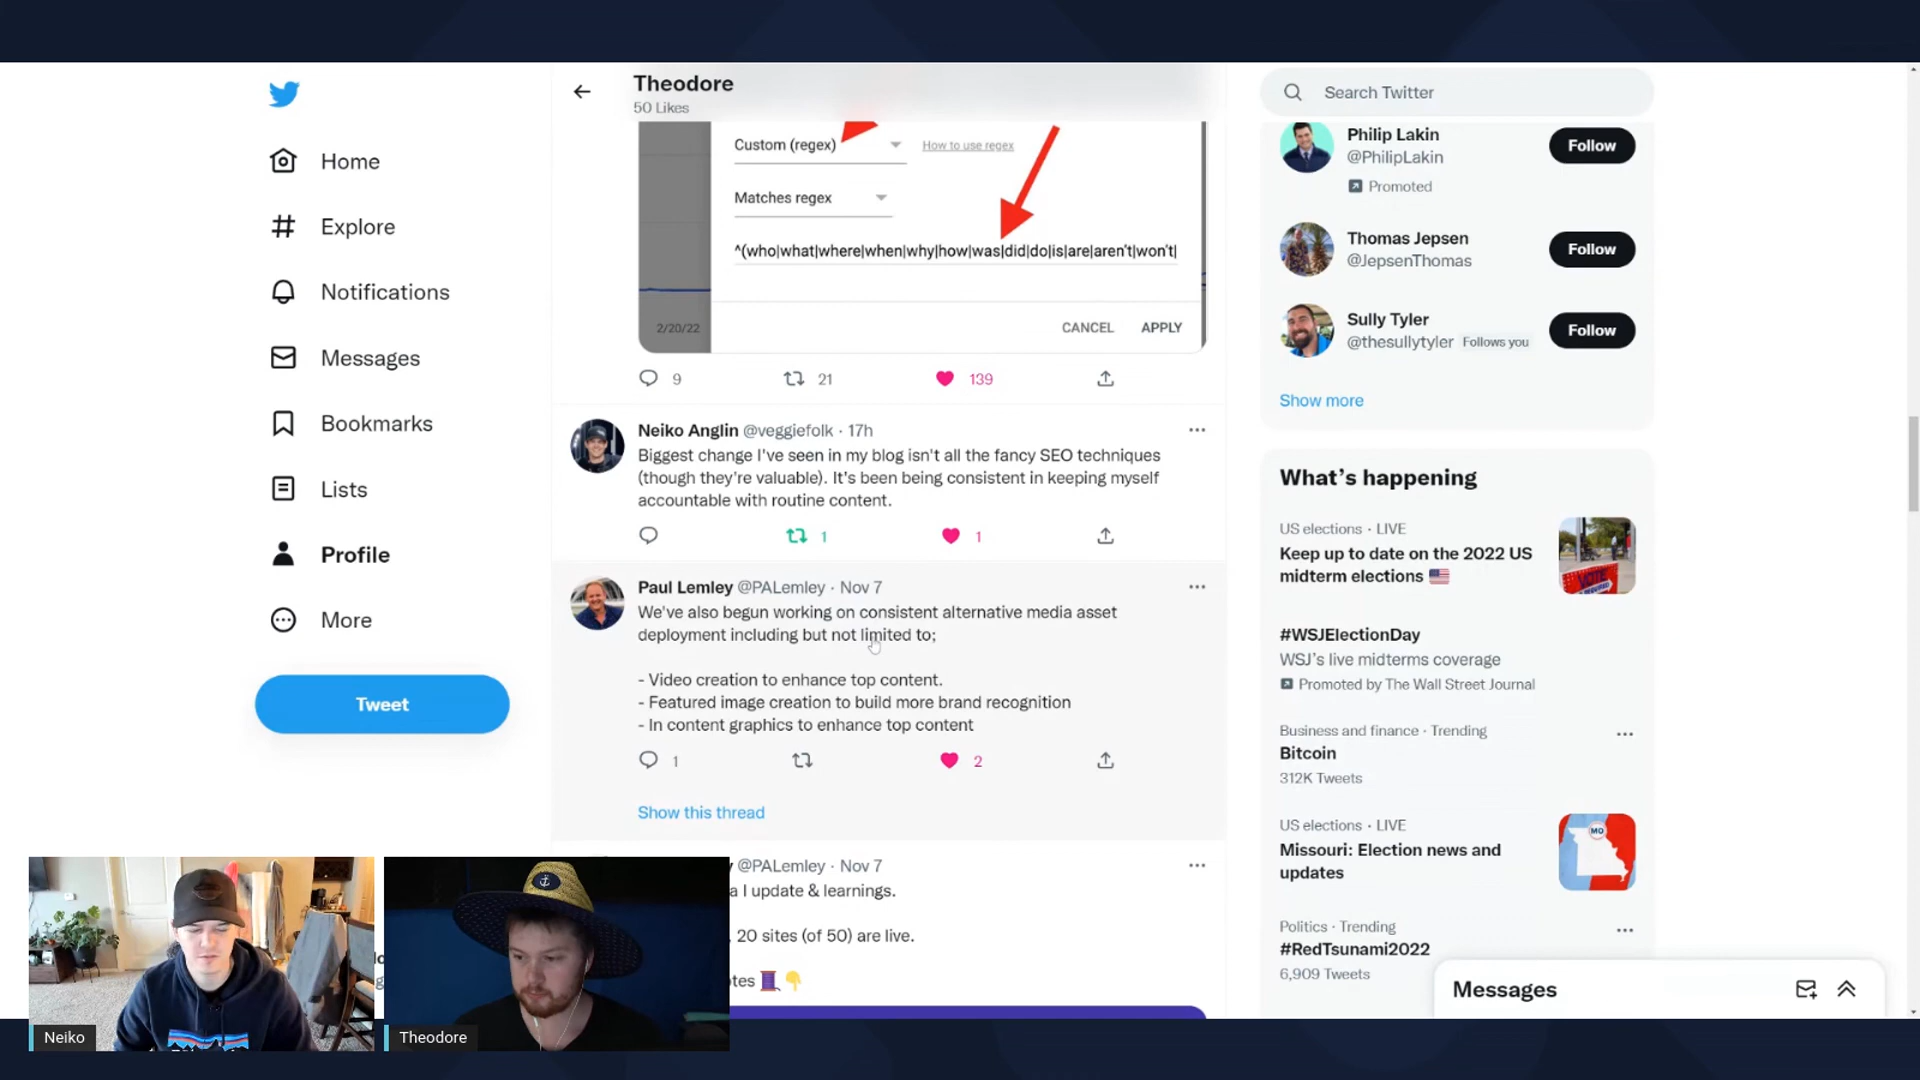 Home
Explore
Notifications
Messages
Bookmarks
Lists
Profile
More
Tweet
Theodore
50 Likes
Custom (regex)
How to use regex
Matches regex
^(who|what|where|when|why|how|was|did|do|is|are|aren't|won't|
2/20/22
CANCEL APPLY
9 21 139
Neiko Anglin @veggiefolk · 17h
Biggest change I've seen in my blog isn't all the fancy SEO techniques
(though they're valuable). It's been being consistent in keeping myself
accountable with routine content.
1 1
Paul Lemley @PALemley · Nov 7
We've also begun working on consistent alternative media asset
deployment including but not limited to;
- Video creation to enhance top content.
- Featured image creation to build more brand recognition
- In content graphics to enhance top content
1 2
Show this thread
@PALemley · Nov 7
a I update & learnings.
20 sites (of 50) are live.
Search Twitter
Philip Lakin
@PhilipLakin
Promoted
Follow
Thomas Jepsen
@JepsenThomas
Follow
Sully Tyler
@thesullytyler Follows you
Follow
Show more
What's happening
US elections · LIVE
Keep up to date on the 2022 US
midterm elections
VOTE
#WSJElectionDay
WSJ's live midterms coverage
Promoted by The Wall Street Journal
Business and finance · Trending
Bitcoin
312K Tweets
US elections · LIVE
Missouri: Election news and
updates
MO
Politics · Trending
#RedTsunami2022
6,909 Tweets
Messages
Neiko
Theodore